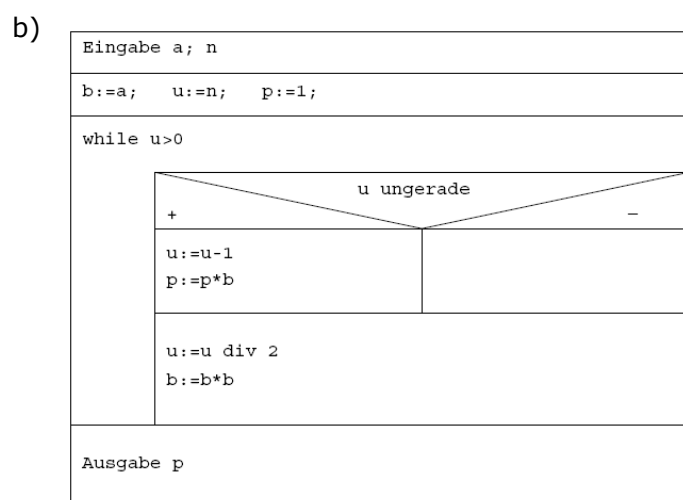 b)
Eingabe a; n
b:=a; u:=n; p:=1;
while u>0
u ungerade
+ −
u:=u-1
p:=p*b
u:=u div 2
b:=b*b
Ausgabe p